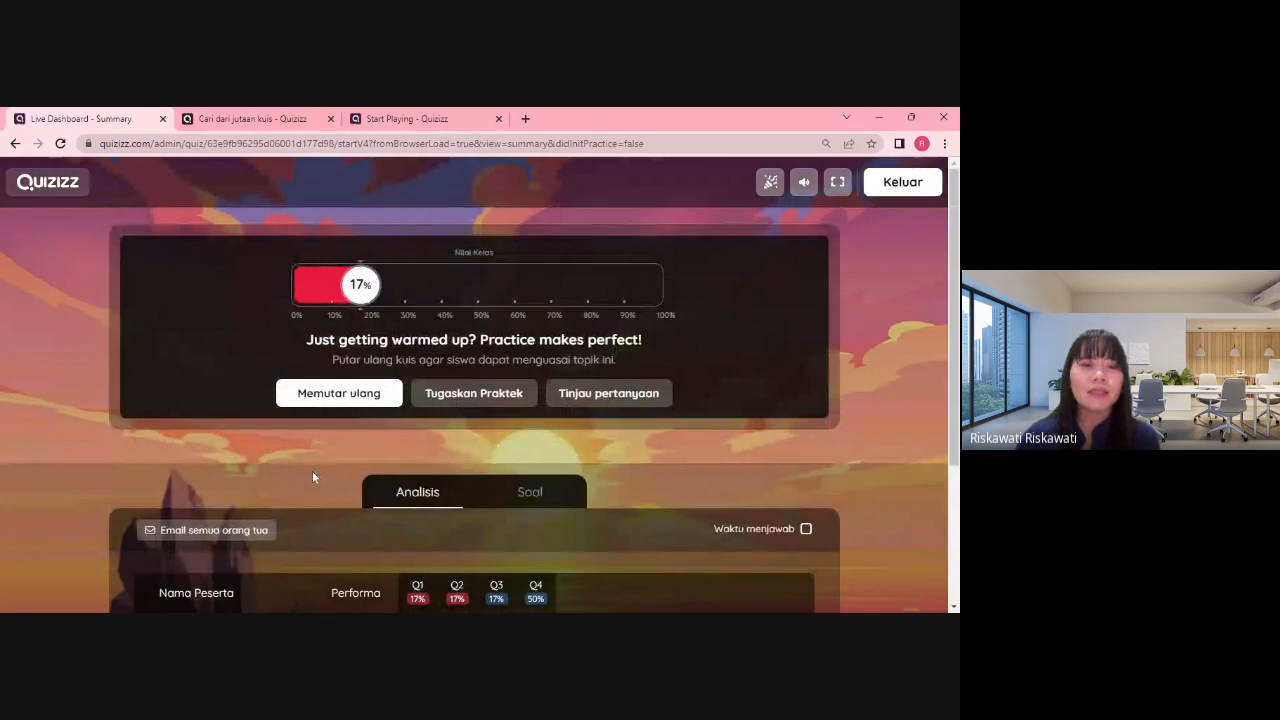 Live Dashboard - Summary
Cari dari jutaan kuis - Quizizz
Start Playing - Quizizz
quizizz.com/admin/quiz/63e9fb96295d06001d177d98/startV4?fromBrowserLoad=true&view=summary&didInitPractice=false
R
QUIZIZZ
Keluar
Nilai Kelas
17%
0% 10% 20% 30% 40% 50% 60% 70% 80% 90% 100%
Just getting warmed up? Practice makes perfect!
Putar ulang kuis agar siswa dapat menguasai topik ini.
Memutar ulang
Tugaskan Praktek
Tinjau pertanyaan
Riskawati Riskawati
Analisis
Soal
Email semua orang tua
Waktu menjawab
Nama Peserta
Performa
Q1 Q2 Q3 Q4
17% 17% 17% 50%